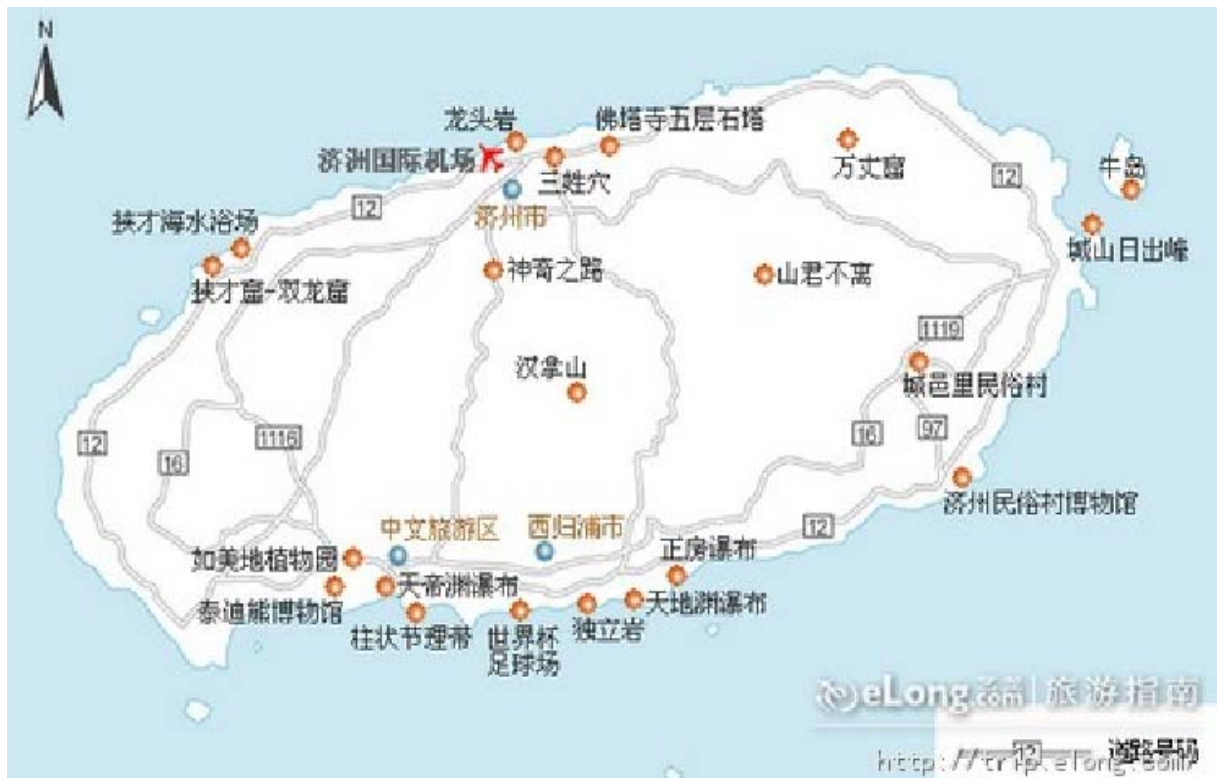 N
龙头岩
佛塔寺五层石塔
济洲国际机场
三姓穴
万丈窟
牛岛
12
12
挟才海水浴场
济州市
城山日出峰
挟才窟-双龙窟
神奇之路
山君不离
1119
汉拿山
城邑里民俗村
12
1116
16
16
97
济州民俗村博物馆
中文旅游区
西归浦市
12
如美地植物园
正房瀑布
泰迪熊博物馆
天帝渊瀑布
天地渊瀑布
柱状节理带
世界杯
足球场
独立岩
eLong.com
旅游指南
12
道路号码
http://trip.elong.com/